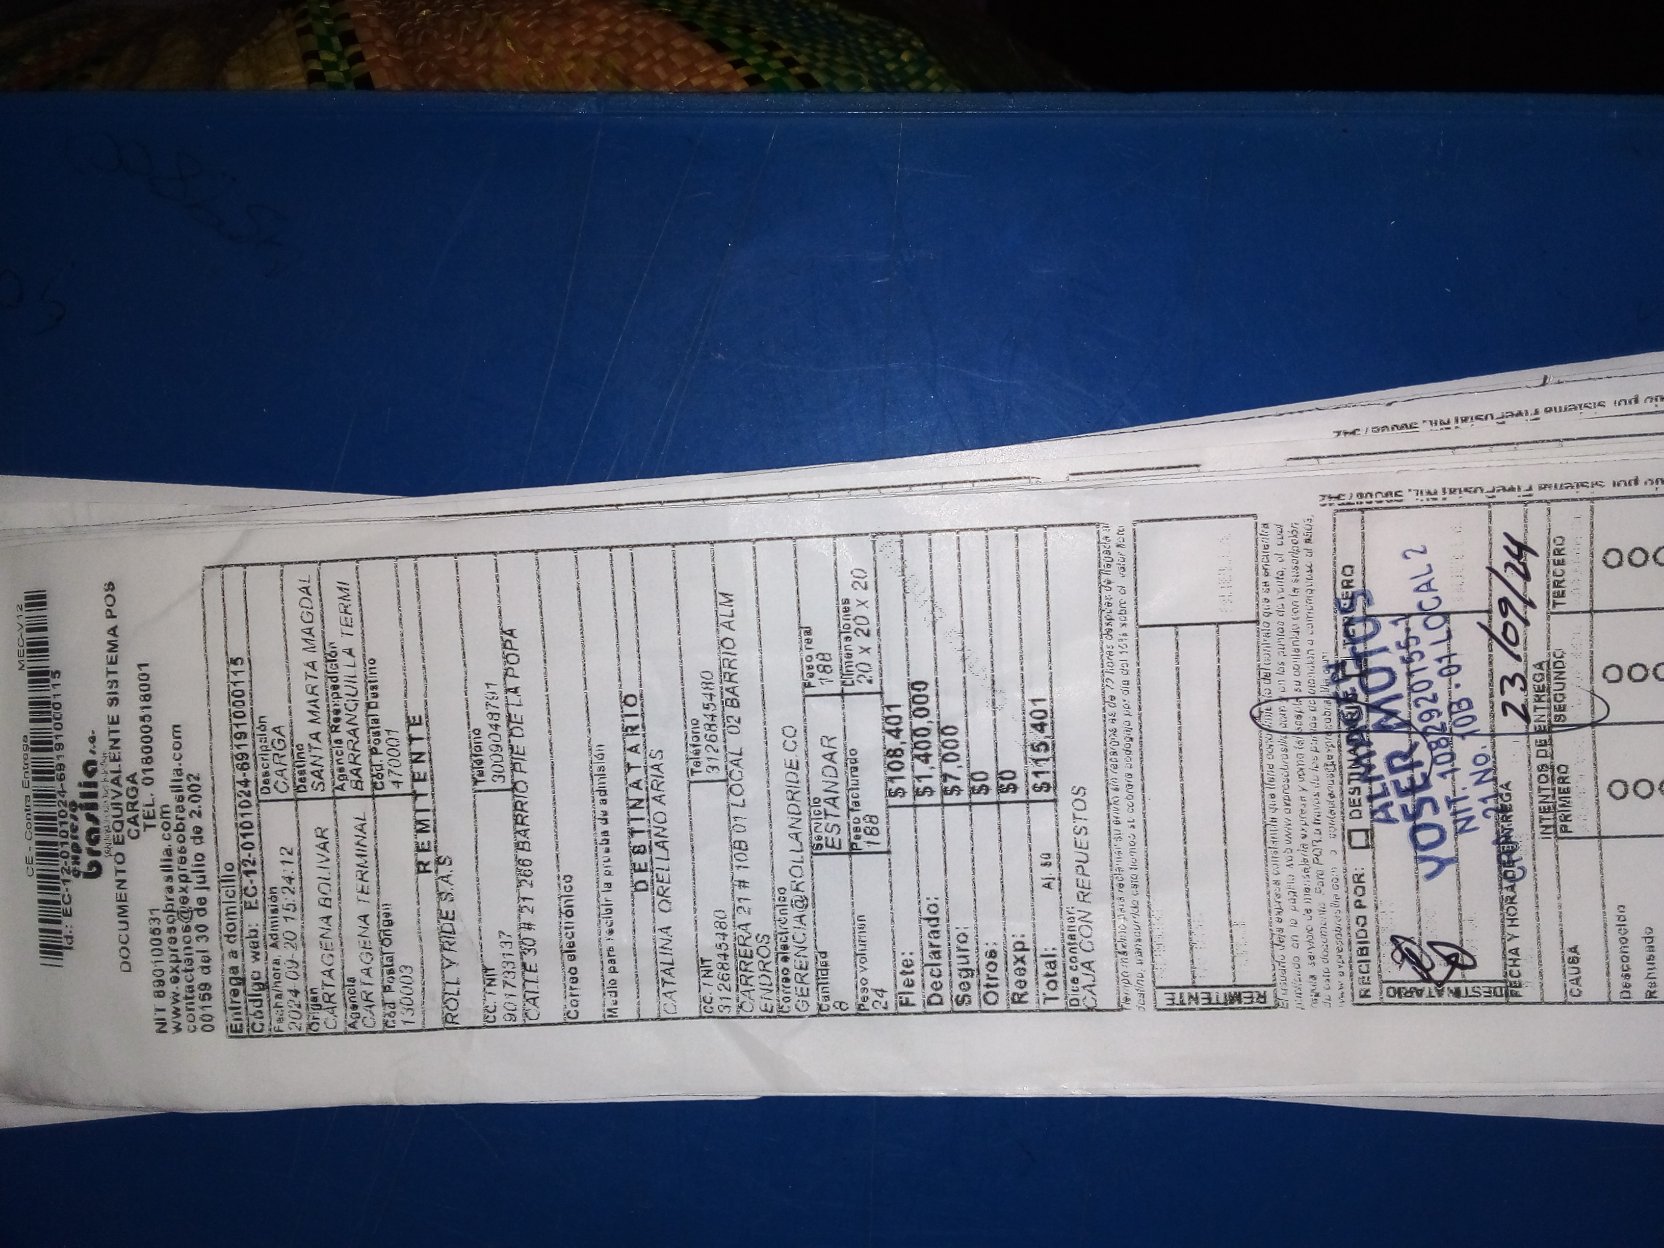 CE - Contra Entrega MEC-V12
Id.: EC-12-0101024-69191000115
expreso
brasilia s.a.
DOCUMENTO EQUIVALENTE SISTEMA POS
CARGA
TEL. 018000518001
NIT 890100531
www.expresobrasilia.com
contactenos@expresobrasilia.com
00159 del 30 de julio de 2.002
Entrega a domicilio
Código web: EC-12-0101024-69191000115
Fecha/hora Admisión Descripsión
2024-09-20 15:24:12 CARGA
Origen Destino
CARTAGENA BOLIVAR SANTA MARTA MAGDAL
Agencia Agencia Recepción
CARTAGENA TERMINAL BARRANQUILLA TERMI
Cód Postal Origen Cód. Postal Destino
130003 470001
REMITENTE
ROLL Y RIDE S.A.S
CC. / NIT Teléfono
901733137 3009048791
CALLE 30 # 21 266 BARRIO PIE DE LA POPA
Correo electrónico
Medio para recibir la prueba de admisión
DESTINATARIO
CATALINA ORELLANO ARIAS
CC. / NIT Teléfono
3126845480 3126845480
CARRERA 21 # 10B 01 LOCAL 02 BARRIO ALM
ENDROS
Correo electrónico
GERENCIA@ROLLANDRIDE.CO
Cantidad Servicio Peso real
8 ESTANDAR 188
Peso volumen Peso facturado Dimensiones
24 188 20 x 20 x 20
Flete: $108,401
Declarado: $1,400,000
Seguro: $7,000
Otros: $0
Reexp: $0
Total: $115,401
Dice contener:
CAJA CON REPUESTOS
REMITENTE
RECIBIDO POR: DESTINATARIO TERCERO
MOTOS
YOSER
NIT. 1082920155-1
21 No. 10B-01 LOCAL 2
DESTINATARIO
FECHA Y HORA DE ENTREGA
23/09/24
INTENTOS DE ENTREGA
CAUSA PRIMERO SEGUNDO TERCERO
Desconocido
Rehusado